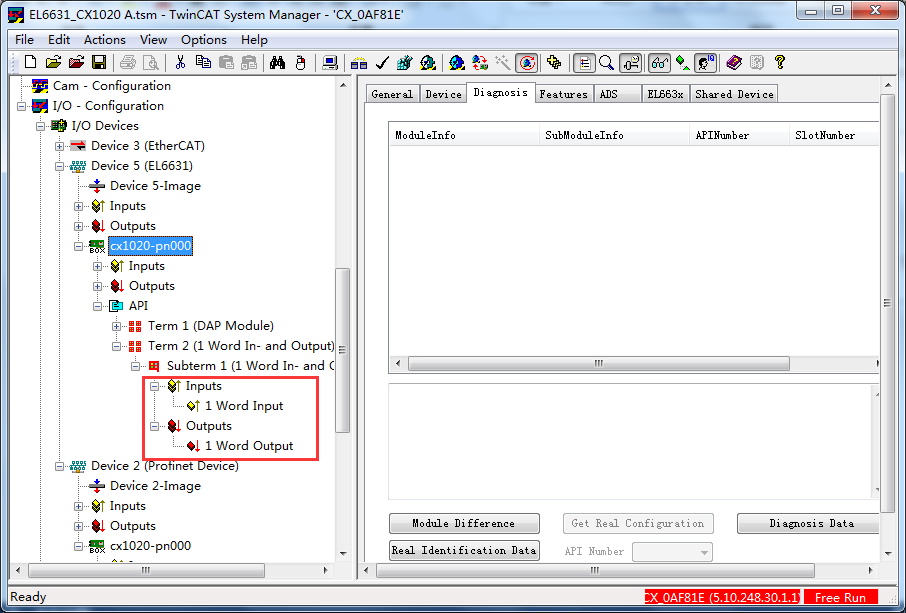 EL6631_CX1020 A.tsm - TwinCAT System Manager - 'CX_0AF81E'
File Edit Actions View Options Help
Cam - Configuration
I/O - Configuration
I/O Devices
Device 3 (EtherCAT)
Device 5 (EL6631)
Device 5-Image
Inputs
Outputs
cx1020-pn000
BOX
Inputs
Outputs
API
Term 1 (DAP Module)
Term 2 (1 Word In- and Output)
Subterm 1 (1 Word In- and
Inputs
1 Word Input
Outputs
1 Word Output
Device 2 (Profinet Device)
Device 2-Image
Inputs
Outputs
cx1020-pn000
BOX
General Device Diagnosis Features ADS EL663x Shared Device
ModuleInfo SubModuleInfo APINumber SlotNumber
Module Difference Get Real Configuration Diagnosis Data
Real Identification Data API Number
Ready CX_0AF81E (5.10.248.30.1.1) Free Run